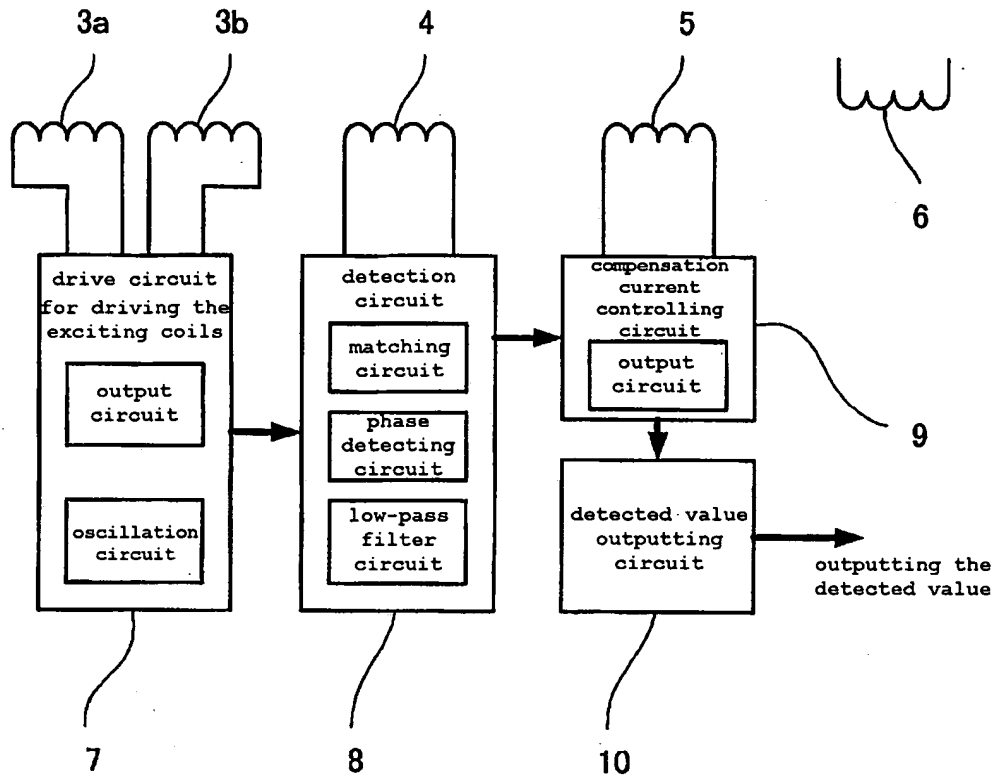 3a
3b
4
5
6
drive circuit
for driving the
exciting coils
output
circuit
oscillation
circuit
detection
circuit
matching
circuit
phase
detecting
circuit
low-pass
filter
circuit
compensation
current
controlling
circuit
output
circuit
9
detected value
outputting
circuit
outputting the
detected value
7
8
10